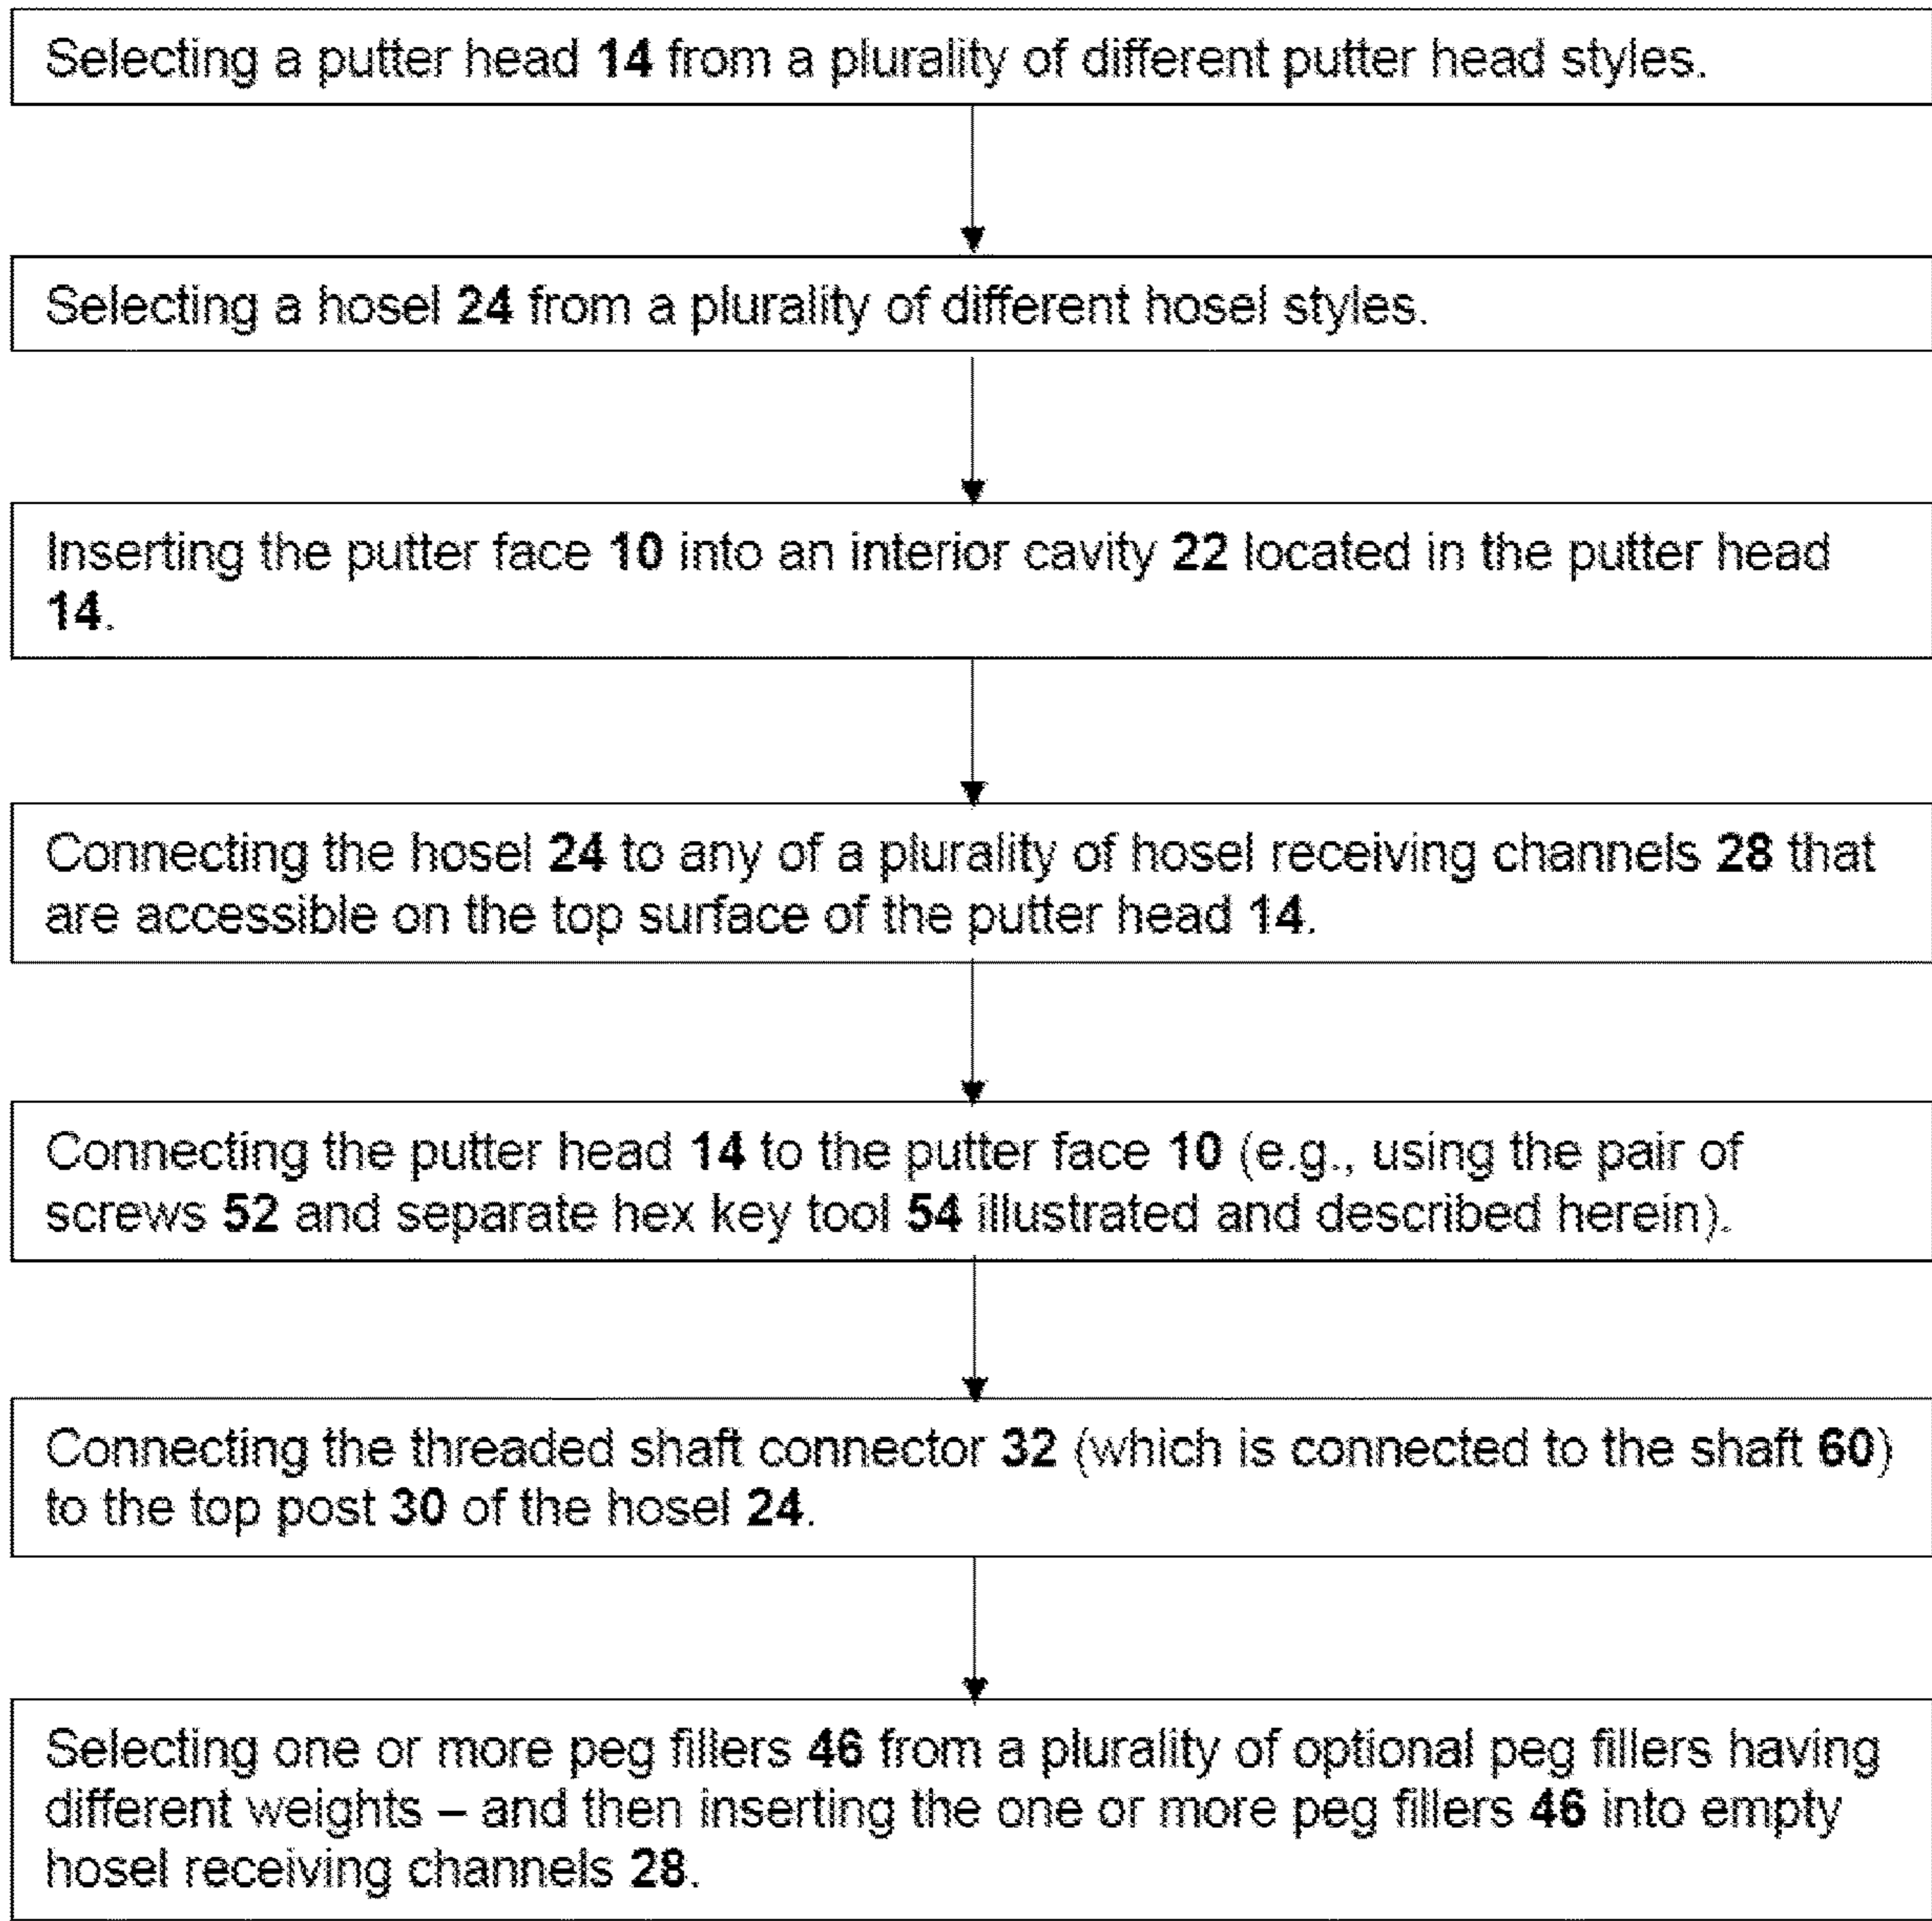 Selecting a putter head 14 from a plurality of different putter head styles.
Selecting a hosel 24 from a plurality of different hosel styles.
Inserting the putter face 10 into an interior cavity 22 located in the putter head
14.
Connecting the hosel 24 to any of a plurality of hosel receiving channels 28 that
are accessible on the top surface of the putter head 14.
Connecting the putter head 14 to the putter face 10 (e.g., using the pair of
screws 52 and separate hex key tool 54 illustrated and described herein).
Connecting the threaded shaft connector 32 (which is connected to the shaft 60)
to the top post 30 of the hosel 24.
Selecting one or more peg fillers 46 from a plurality of optional peg fillers having
different weights – and then inserting the one or more peg fillers 46 into empty
hosel receiving channels 28.